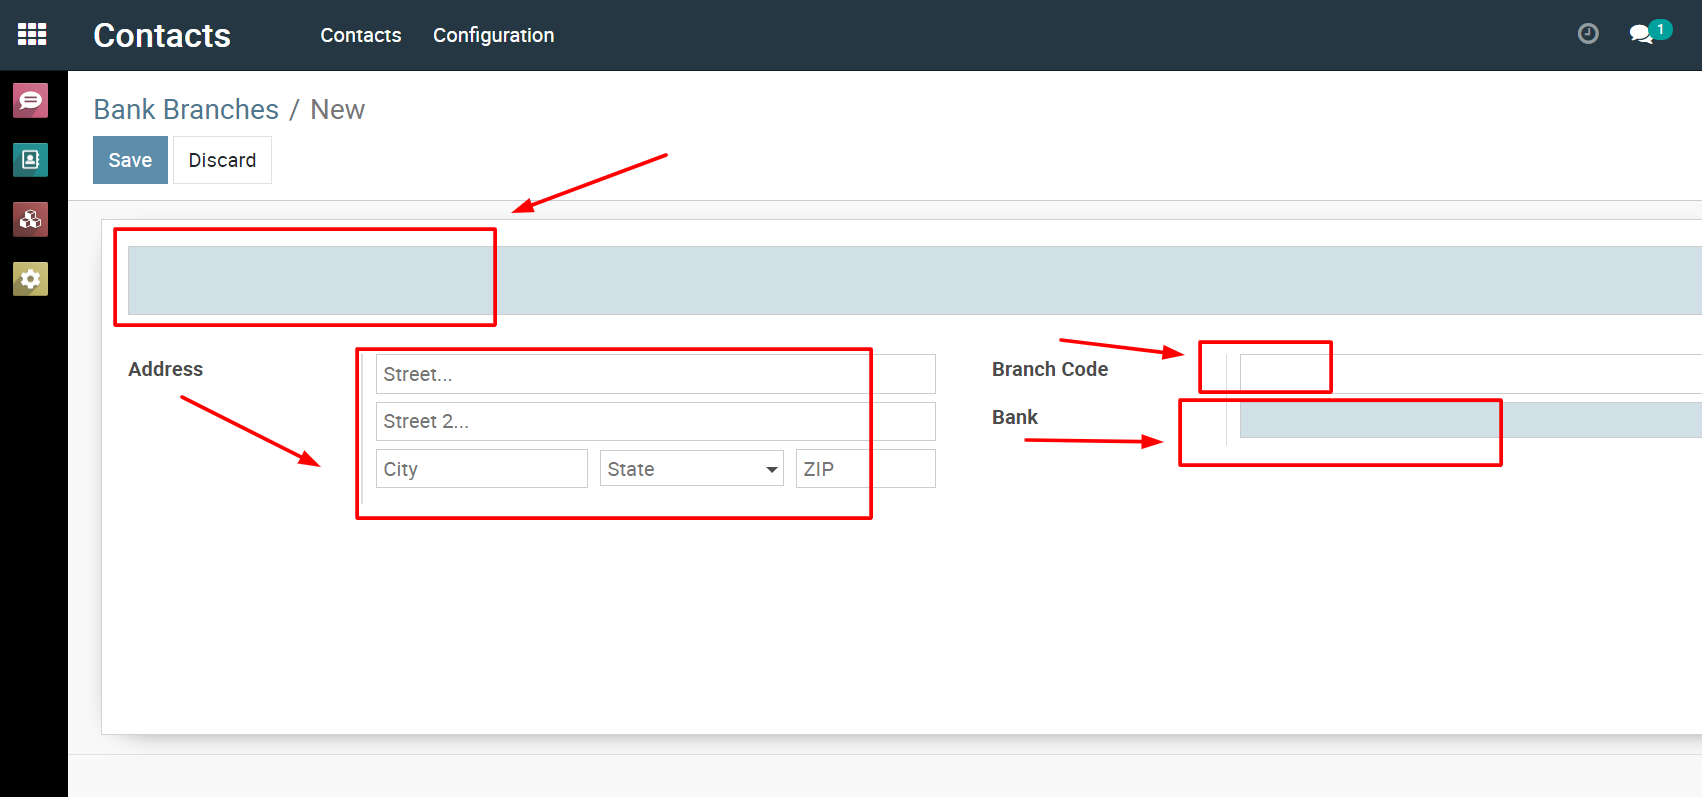 Contacts Contacts Configuration 1
Bank Branches / New
Save Discard
Address Street... Branch Code
Street 2... Bank
City State ZIP